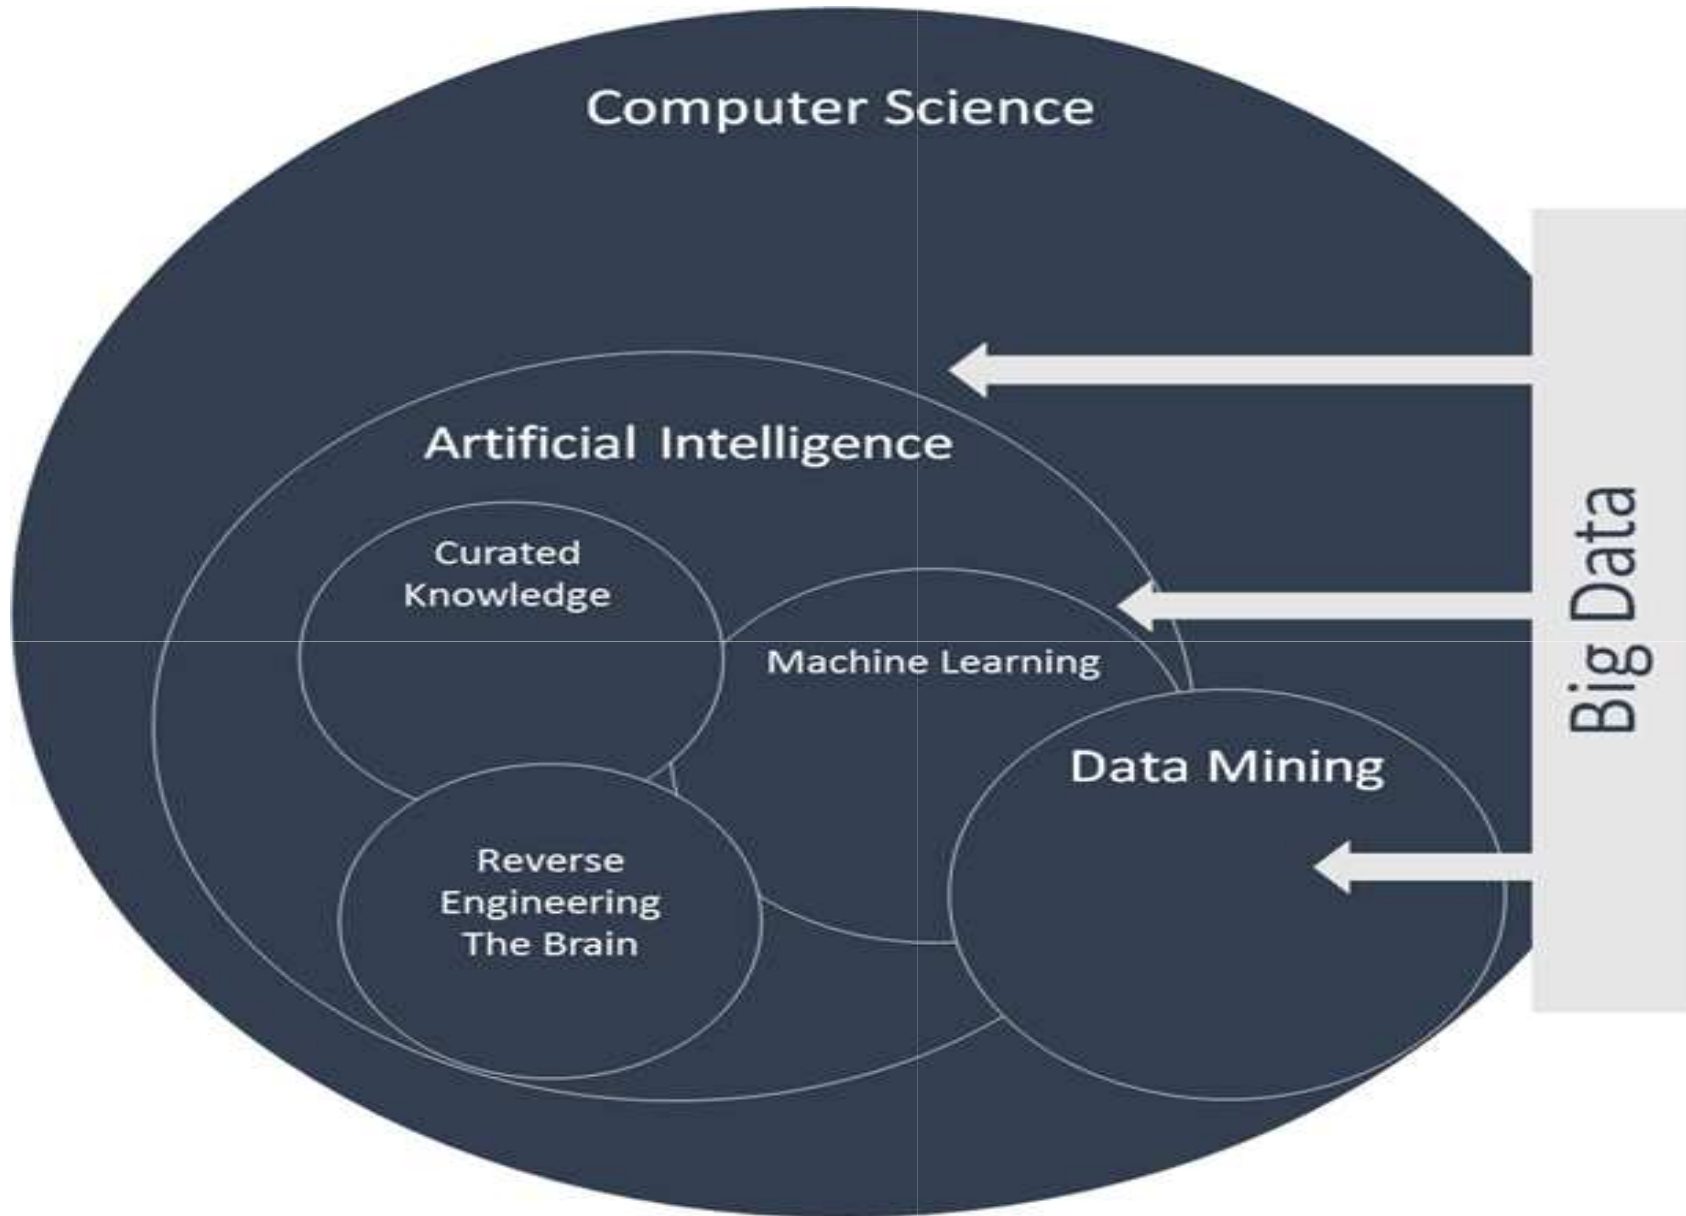 Computer Science
Artificial Intelligence
Curated
Knowledge
Machine Learning
Data Mining
Reverse
Engineering
The Brain
Big Data